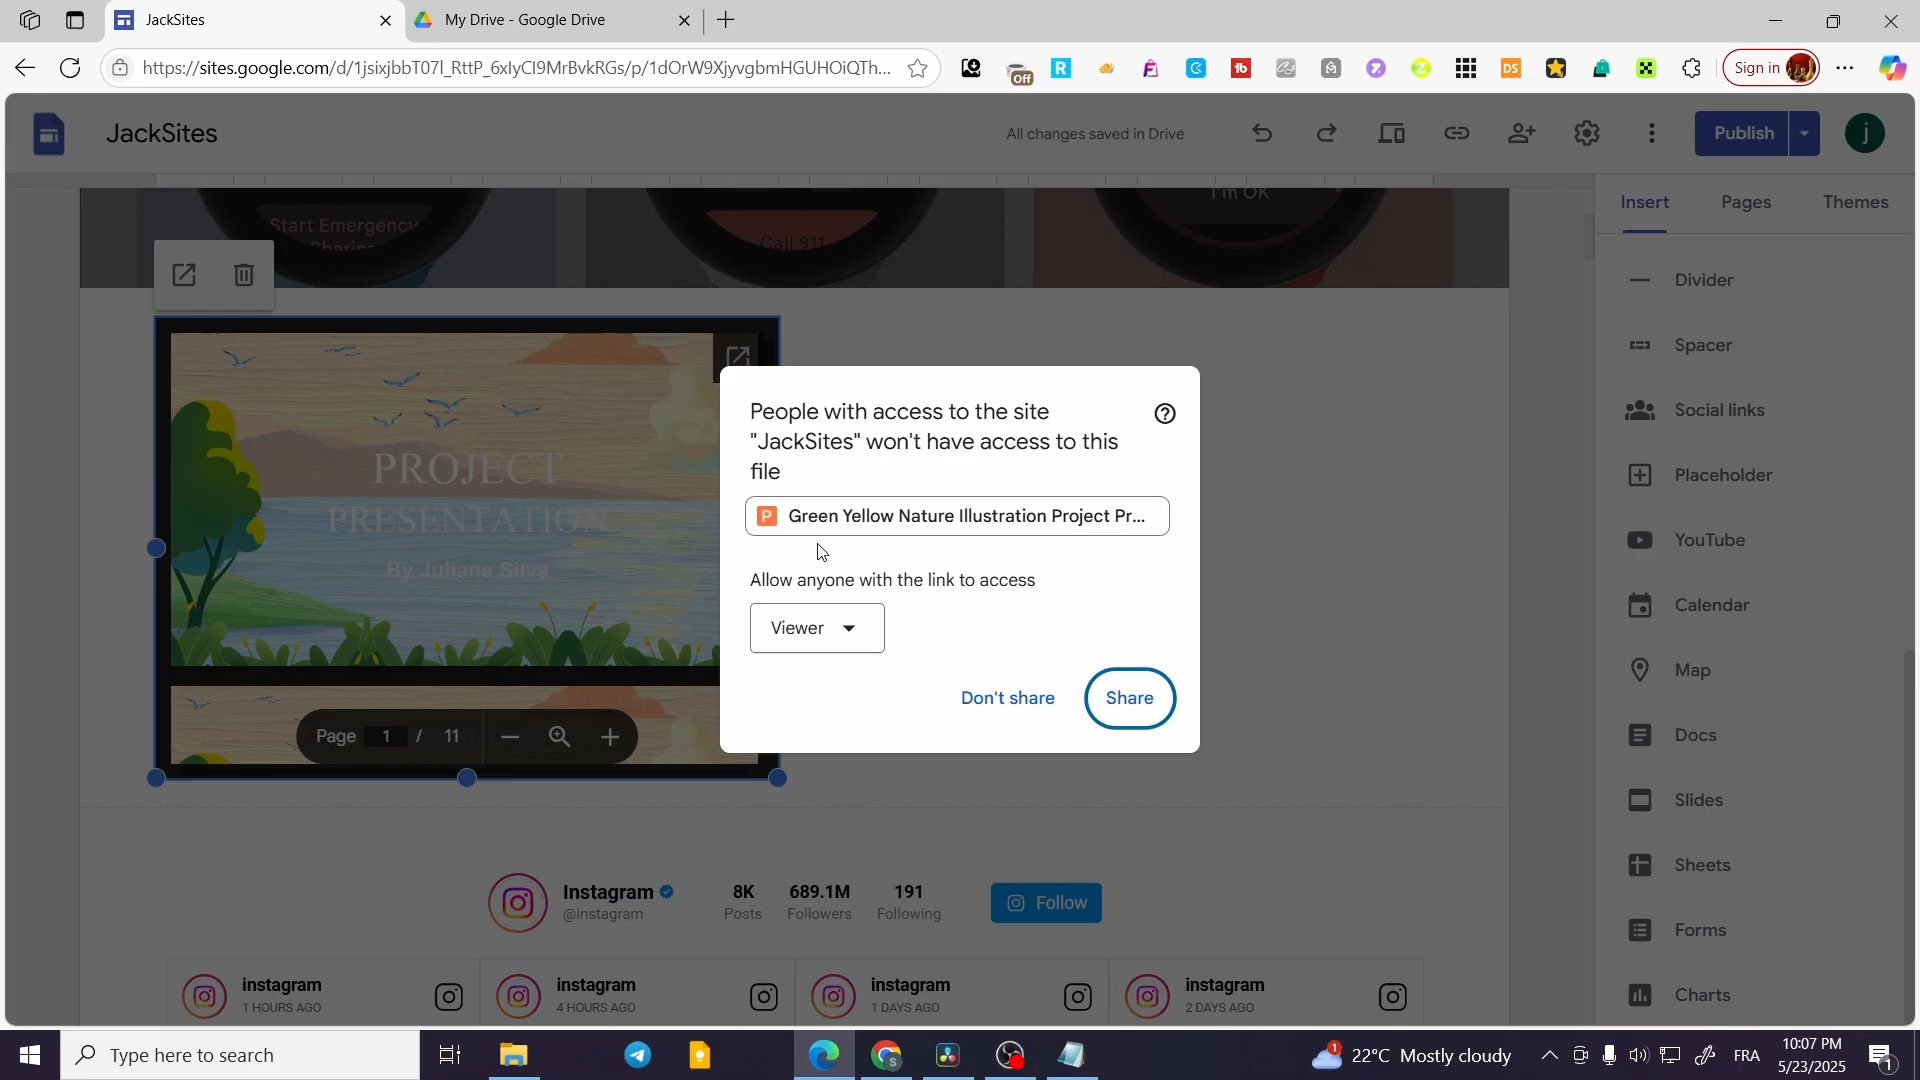 JackSites
My Drive - Google Drive
https://sites.google.com/d/1jsixjbbT07l_RttP_6xlyCI9MrBvkRGs/p/1dOrW9XjyvgbmHGUHOiQTh...
Off
Sign in
JackSites
All changes saved in Drive
Publish
j
Insert
Pages
Themes
Start Emergency
Sharing
Call 911
I'm OK
PROJECT
PRESENTATION
By Juliana Silva
Page 1 / 11
People with access to the site
"JackSites" won't have access to this
file
P Green Yellow Nature Illustration Project Pr...
Allow anyone with the link to access
Viewer
Don't share
Share
Divider
Spacer
Social links
Placeholder
YouTube
Calendar
Map
Docs
Slides
Sheets
Forms
Charts
Instagram
@instagram
8K
Posts
689.1M
Followers
191
Following
Follow
instagram
1 HOURS AGO
instagram
4 HOURS AGO
instagram
1 DAYS AGO
instagram
2 DAYS AGO
Type here to search
22°C Mostly cloudy
FRA
10:07 PM
5/23/2025